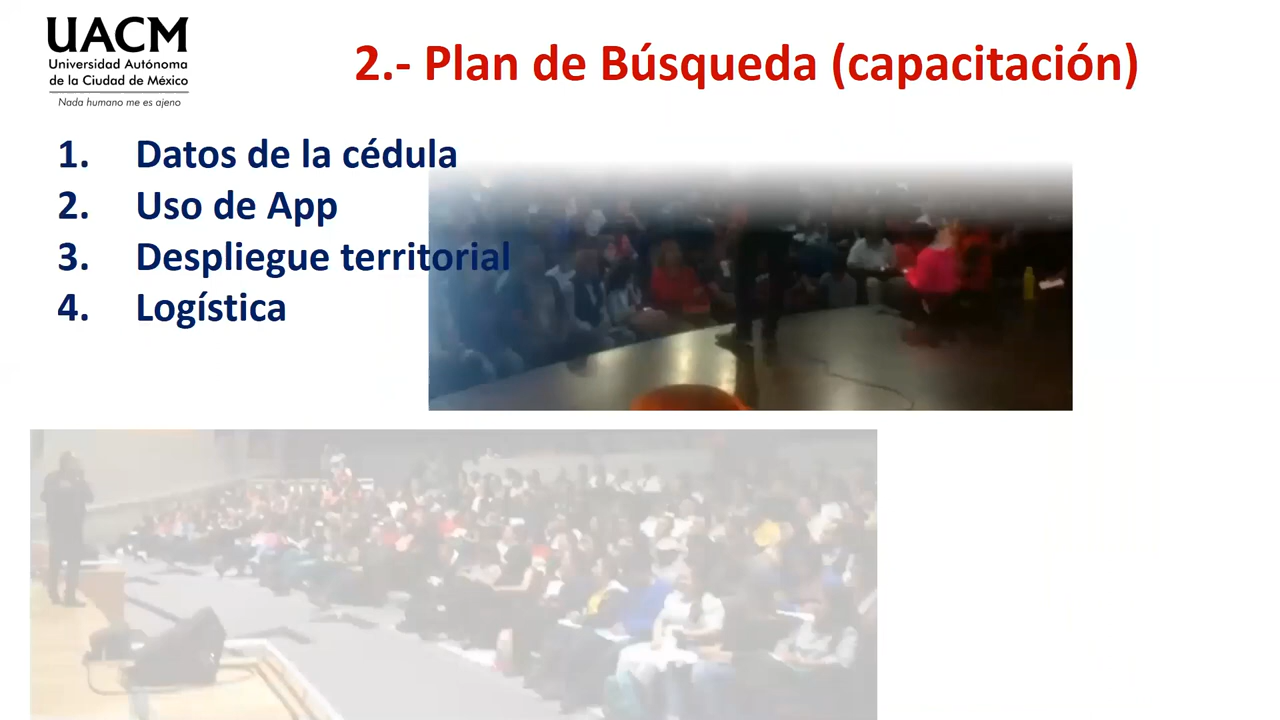 UACM
Universidad Autónoma
de la Ciudad de México
Nada humano me es ajeno
2.- Plan de Búsqueda (capacitación)
1. Datos de la cédula
2. Uso de App
3. Despliegue territorial
4. Logística